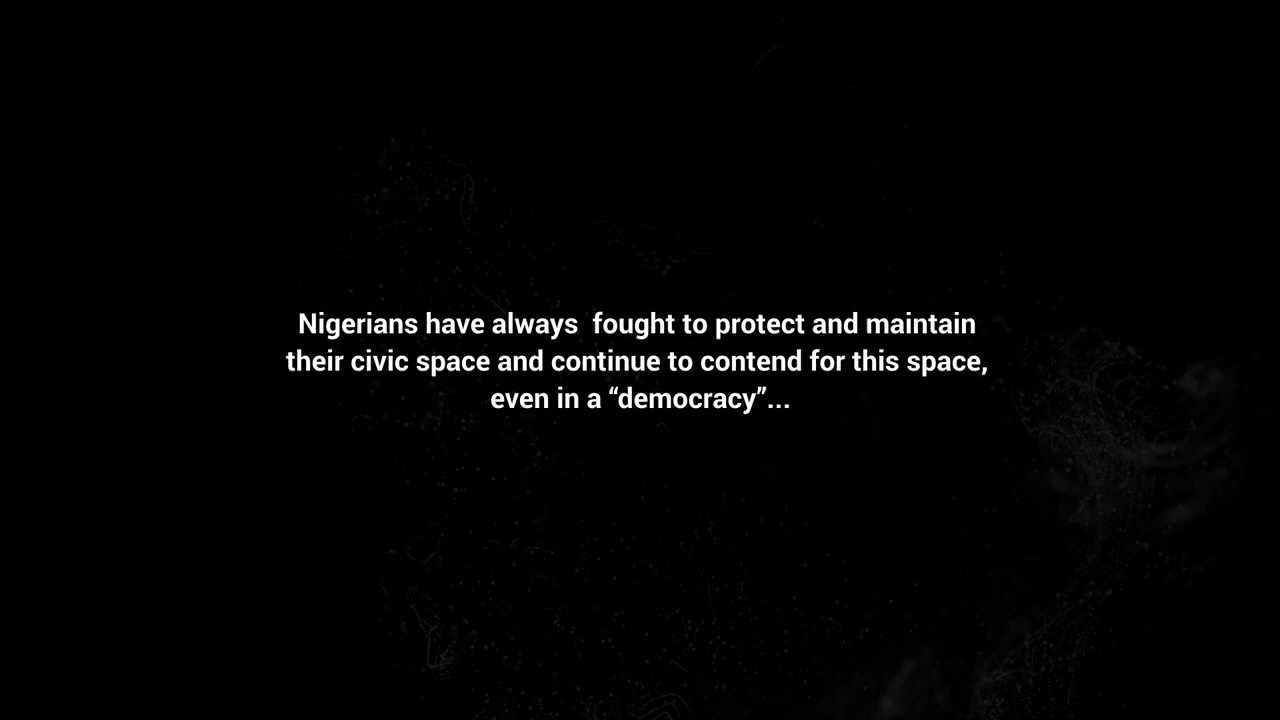 Nigerians have always  fought to protect and maintain
their civic space and continue to contend for this space,
even in a “democracy”...